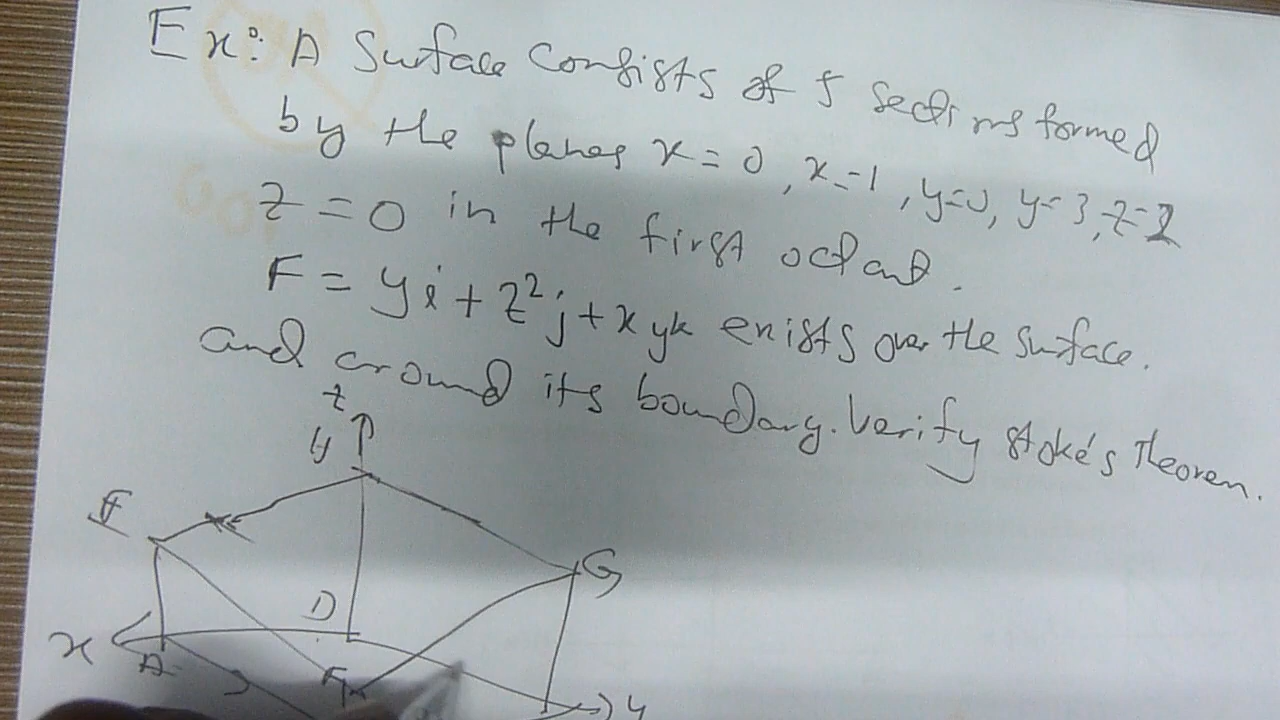 Ex: A Surface Consists of 5 Sections formed
by the planes x = 0, x = 1, y = 0, y = 3, z = 2
z = 0 in the first octant.
F = yi + z²j + xyk exists over the surface.
and around its boundary. Verify stoke's Theorem.
z
H
E
G
D
x
A
F
y